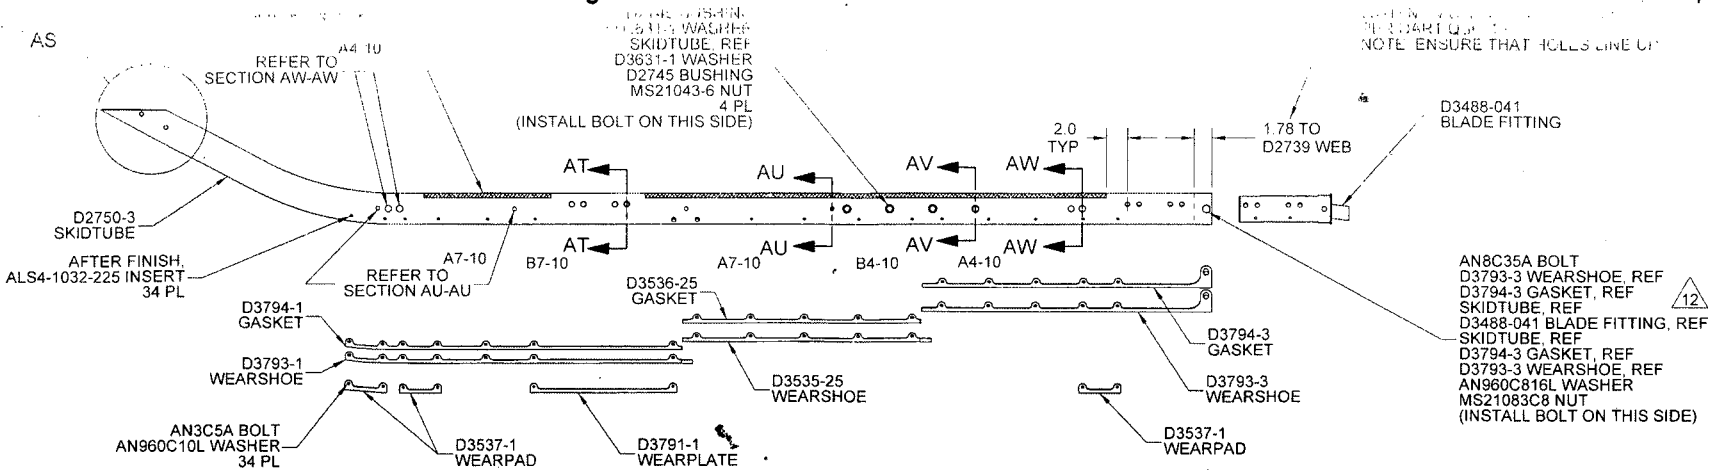 AS
A4-10
REFER TO
SECTION AW-AW
WASHER
SKIDTUBE, REF
D3631-1 WASHER
D2745 BUSHING
MS21043-6 NUT
4 PL
(INSTALL BOLT ON THIS SIDE)
NOTE ENSURE THAT HOLES LINE UP
2.0
TYP
1.78 TO
D2739 WEB
D3488-041
BLADE FITTING
AT
AU
AV
AW
D2750-3
SKIDTUBE
AFTER FINISH,
ALS4-1032-225 INSERT
34 PL
REFER TO
SECTION AU-AU
AT
AU
AV
AW
A7-10
B7-10
A7-10
B4-10
A4-10
D3794-1
GASKET
D3793-1
WEARSHOE
AN3C5A BOLT
AN960C10L WASHER
34 PL
D3537-1
WEARPAD
D3791-1
WEARPLATE
D3536-25
GASKET
D3535-25
WEARSHOE
D3794-3
GASKET
D3793-3
WEARSHOE
D3537-1
WEARPAD
AN8C35A BOLT
D3793-3 WEARSHOE, REF
D3794-3 GASKET, REF
SKIDTUBE, REF
D3488-041 BLADE FITTING, REF
SKIDTUBE, REF
D3794-3 GASKET, REF
D3793-3 WEARSHOE, REF
AN960C816L WASHER
MS21083C8 NUT
(INSTALL BOLT ON THIS SIDE)
12